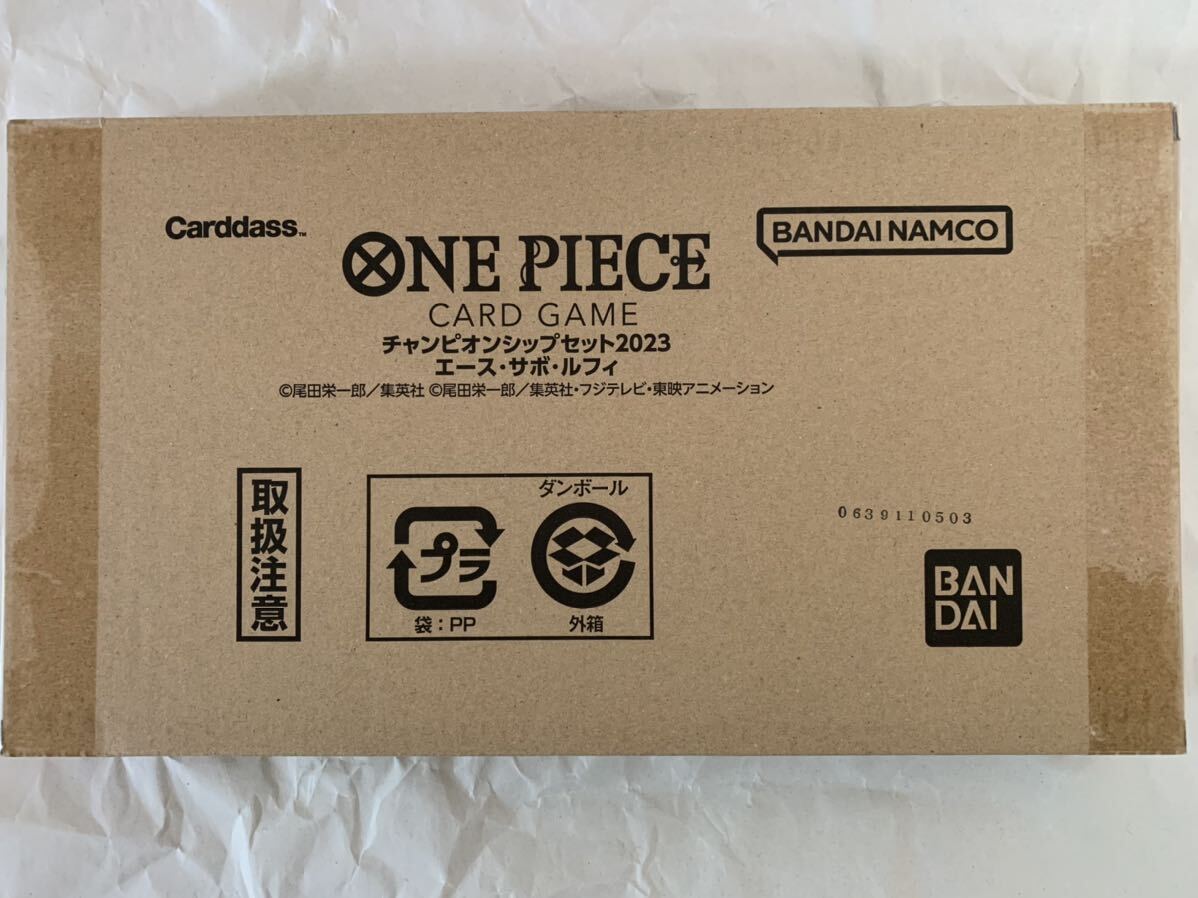 Carddass™
BANDAI NAMCO
ONE PIECE
CARD GAME
チャンピオンシップセット2023
エース・サボ・ルフィ
©尾田栄一郎／集英社 ©尾田栄一郎／集英社・フジテレビ・東映アニメーション
取扱注意
ダンボール
プラ
袋：PP
外箱
0639110503
BAN
DAI